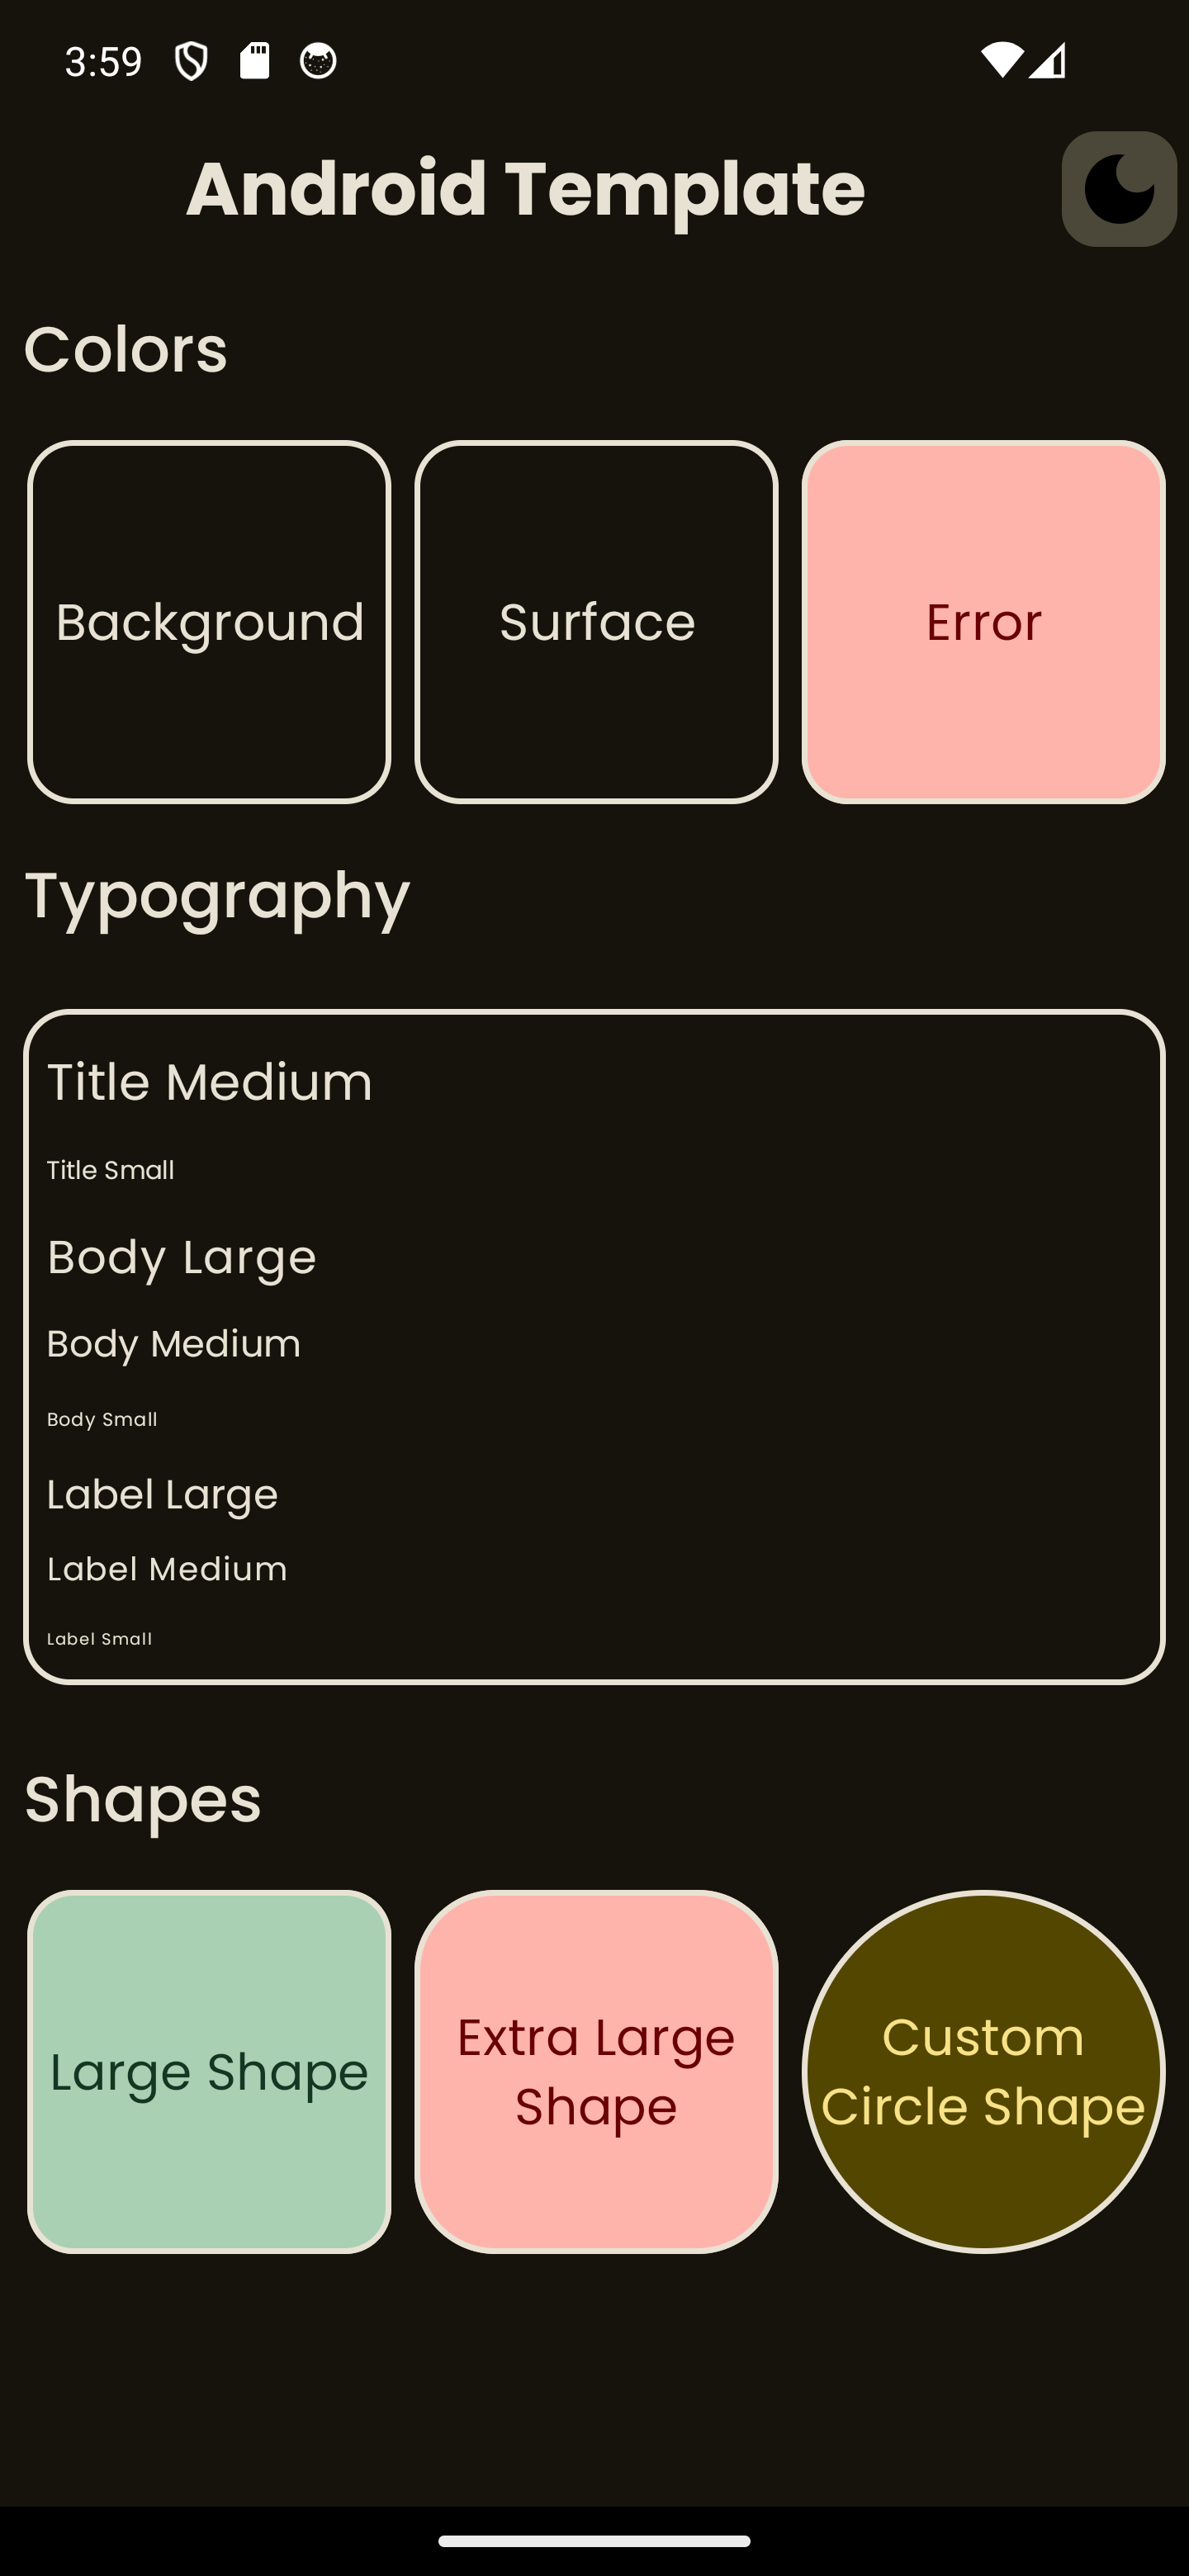 3:59
Android Template
Colors
Background
Surface
Error
Typography
Title Medium
Title Small
Body Large
Body Medium
Body Small
Label Large
Label Medium
Label Small
Shapes
Large Shape
Extra Large
Shape
Custom
Circle Shape